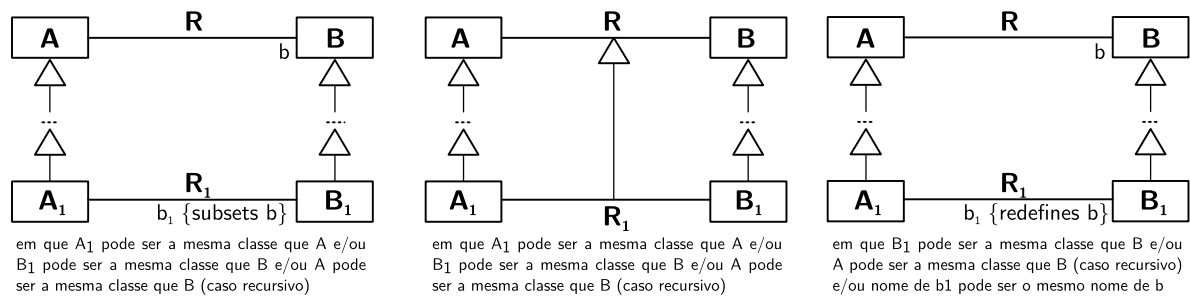 A R B
b
...
...
A₁ R₁ B₁
b₁ {subsets b}
em que A₁ pode ser a mesma classe que A e/ou
B₁ pode ser a mesma classe que B e/ou A pode
ser a mesma classe que B (caso recursivo)
A R B
...
...
A₁ R₁ B₁
em que A₁ pode ser a mesma classe que A e/ou
B₁ pode ser a mesma classe que B e/ou A pode
ser a mesma classe que B (caso recursivo)
A R B
b
...
...
A₁ R₁ B₁
b₁ {redefines b}
em que B₁ pode ser a mesma classe que B e/ou
A pode ser a mesma classe que B (caso recursivo)
e/ou nome de b1 pode ser o mesmo nome de b